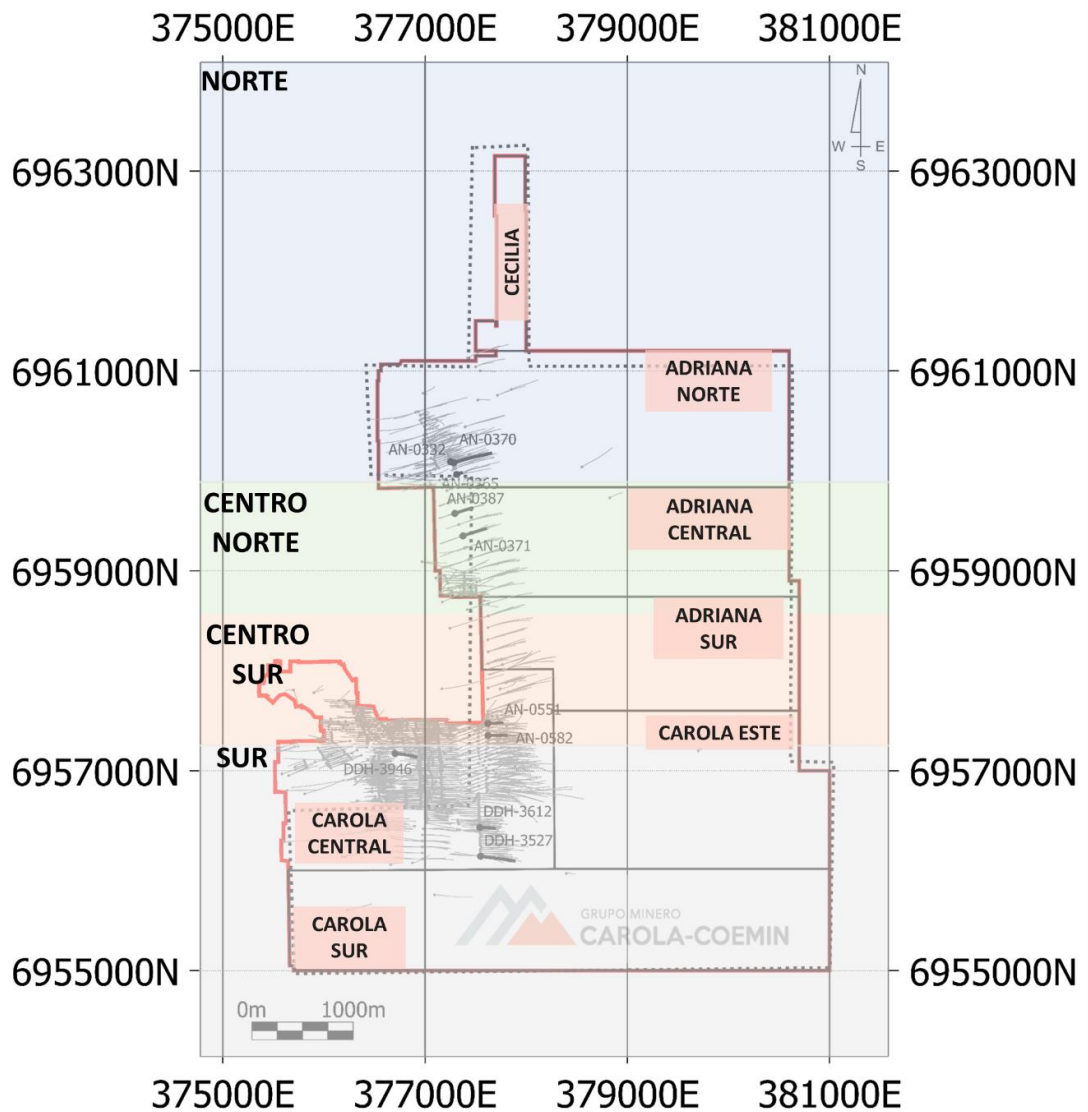 375000E 377000E 379000E 381000E
NORTE
N
W E
S
6963000N 6963000N
CECILIA
6961000N 6961000N
ADRIANA
NORTE
AN-0370
AN-0332
AN-0365
AN-0387
CENTRO
NORTE
ADRIANA
CENTRAL
AN-0371
6959000N 6959000N
ADRIANA
SUR
CENTRO
SUR
AN-0551
CAROLA ESTE
AN-0582
SUR
6957000N 6957000N
DDH-3946
DDH-3612
CAROLA
CENTRAL
DDH-3527
GRUPO MINERO
CAROLA-COEMIN
CAROLA
SUR
6955000N 6955000N
0m 1000m
375000E 377000E 379000E 381000E